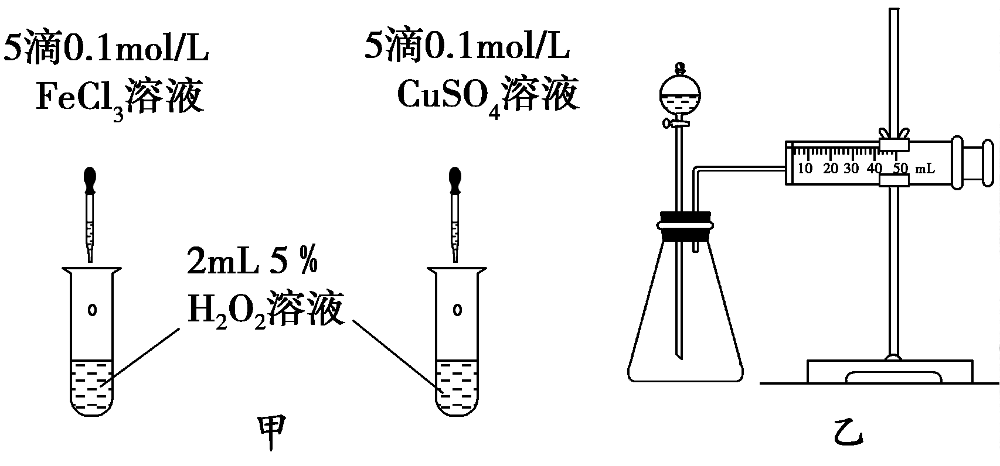 5滴0.1mol/L
FeCl₃溶液
5滴0.1mol/L
CuSO₄溶液
2mL 5 %
H₂O₂溶液
10 20 30 40 50 mL
甲
乙